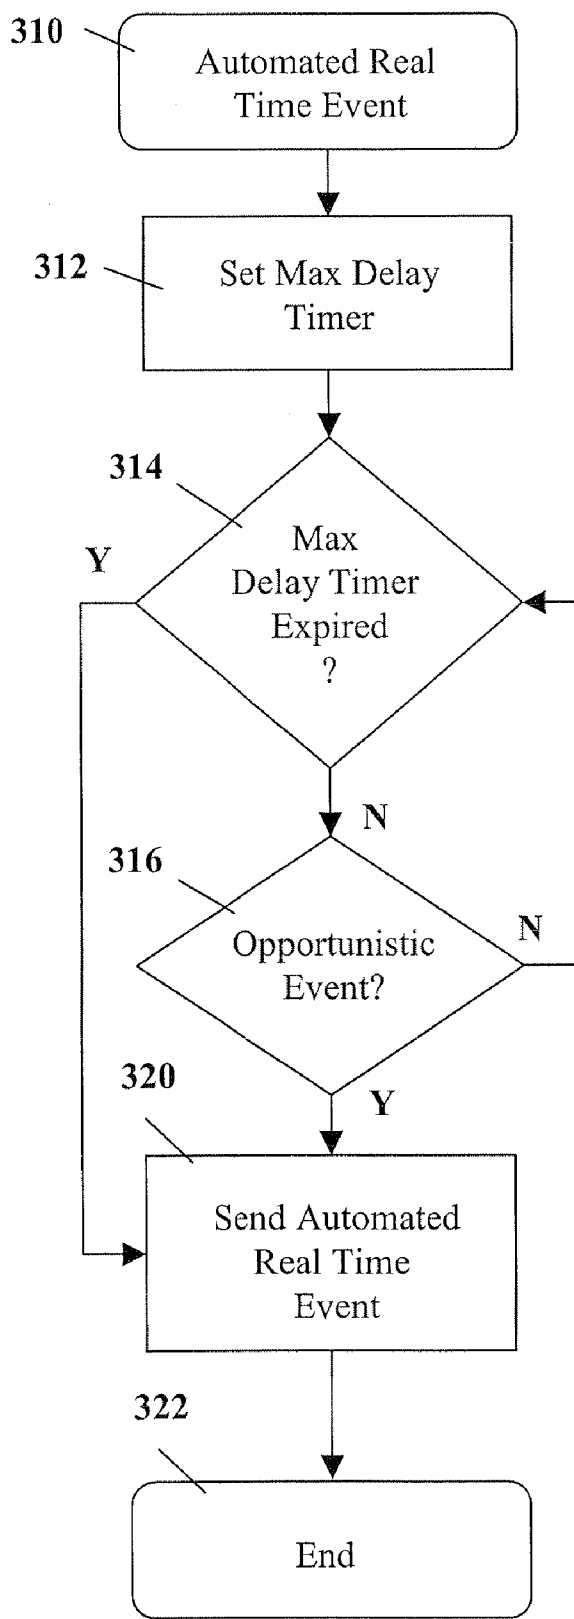 310
Automated Real
Time Event
312
Set Max Delay
Timer
314
Y
Max
Delay Timer
Expired
?
N
316
Opportunistic
Event?
N
320
Y
Send Automated
Real Time
Event
322
End